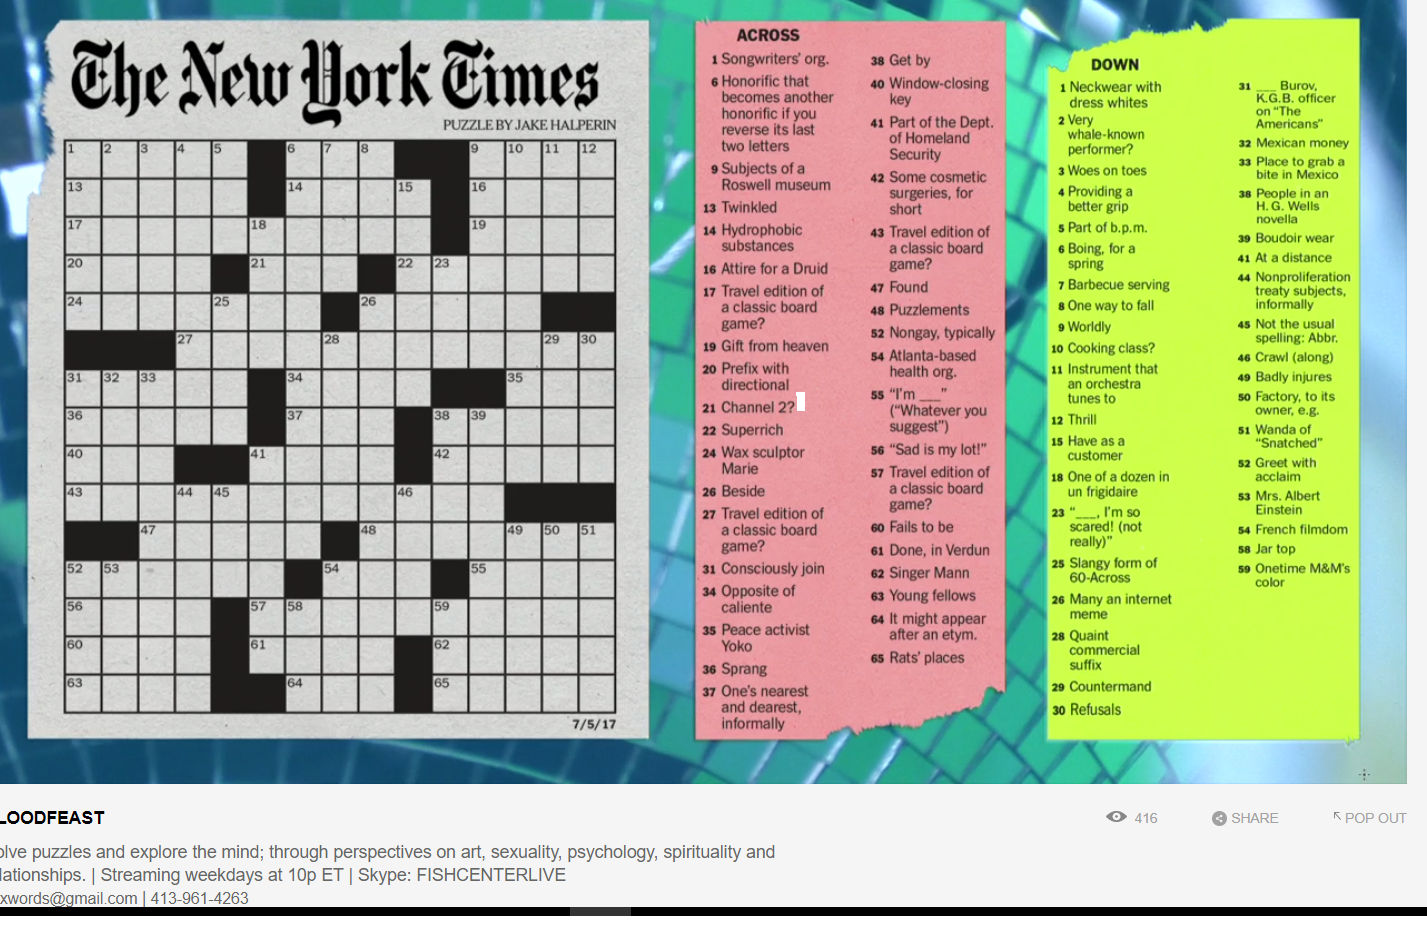 The New York Times
PUZZLE BY JAKE HALPERIN
1 2 3 4 5 6 7 8 9 10 11 12
13 14 15 16
17 18 19
20 21 22 23
24 25 26
27 28 29 30
31 32 33 34 35
36 37 38 39
40 41 42
43 44 45 46
47 48 49 50 51
52 53 54 55
56 57 58 59
60 61 62
63 64 65
7/5/17
ACROSS
1 Songwriters' org.
6 Honorific that
becomes another
honorific if you
reverse its last
two letters
9 Subjects of a
Roswell museum
13 Twinkled
14 Hydrophobic
substances
16 Attire for a Druid
17 Travel edition of
a classic board
game?
19 Gift from heaven
20 Prefix with
directional
21 Channel 2?
22 Superrich
24 Wax sculptor
Marie
26 Beside
27 Travel edition of
a classic board
game?
31 Consciously join
34 Opposite of
caliente
35 Peace activist
Yoko
36 Sprang
37 One's nearest
and dearest,
informally
38 Get by
40 Window-closing
key
41 Part of the Dept.
of Homeland
Security
42 Some cosmetic
surgeries, for
short
43 Travel edition of
a classic board
game?
47 Found
48 Puzzlements
52 Nongay, typically
54 Atlanta-based
health org.
55 "I'm ___"
("Whatever you
suggest")
56 "Sad is my lot!"
57 Travel edition of
a classic board
game?
60 Fails to be
61 Done, in Verdun
62 Singer Mann
63 Young fellows
64 It might appear
after an etym.
65 Rats' places
DOWN
1 Neckwear with
dress whites
2 Very
whale-known
performer?
3 Woes on toes
4 Providing a
better grip
5 Part of b.p.m.
6 Boing, for a
spring
7 Barbecue serving
8 One way to fall
9 Worldly
10 Cooking class?
11 Instrument that
an orchestra
tunes to
12 Thrill
15 Have as a
customer
18 One of a dozen in
un frigidaire
23 "___, I'm so
scared! (not
really)"
25 Slangy form of
60-Across
26 Many an internet
meme
28 Quaint
commercial
suffix
29 Countermand
30 Refusals
31 ___ Burov,
K.G.B. officer
on "The
Americans"
32 Mexican money
33 Place to grab a
bite in Mexico
38 People in an
H. G. Wells
novella
39 Boudoir wear
41 At a distance
44 Nonproliferation
treaty subjects,
informally
45 Not the usual
spelling: Abbr.
46 Crawl (along)
49 Badly injures
50 Factory, to its
owner, e.g.
51 Wanda of
"Snatched"
52 Greet with
acclaim
53 Mrs. Albert
Einstein
54 French filmdom
58 Jar top
59 Onetime M&M's
color
LOODFEAST
416 SHARE POP OUT
olve puzzles and explore the mind; through perspectives on art, sexuality, psychology, spirituality and
lationships. | Streaming weekdays at 10p ET | Skype: FISHCENTERLIVE
xwords@gmail.com | 413-961-4263